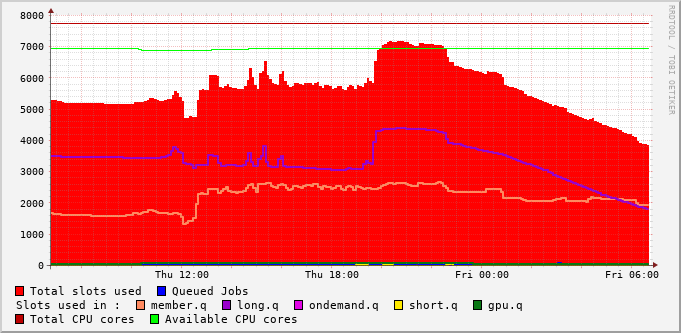 8000
7000
6000
5000
4000
3000
2000
1000
0
Thu 12:00 Thu 18:00 Fri 00:00 Fri 06:00
RRDTOOL / TOBI OETIKER
Total slots used Queued Jobs
Slots used in : member.q long.q ondemand.q short.q gpu.q
Total CPU cores Available CPU cores